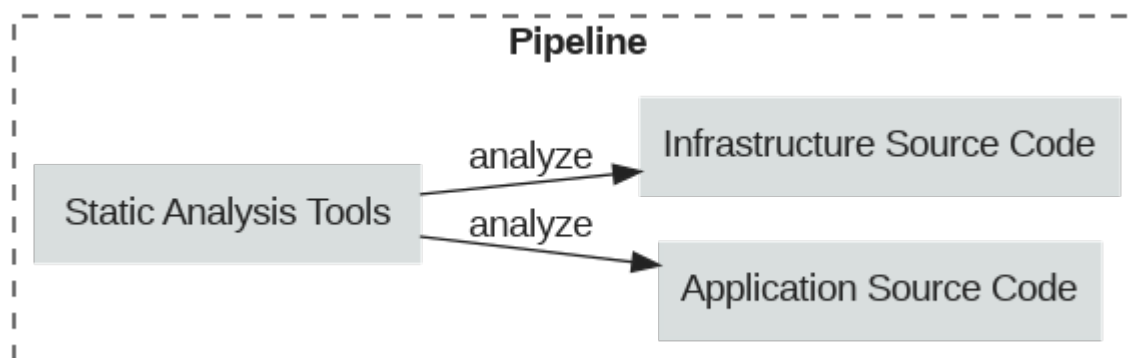 Pipeline
analyze
Infrastructure Source Code
Static Analysis Tools
analyze
Application Source Code